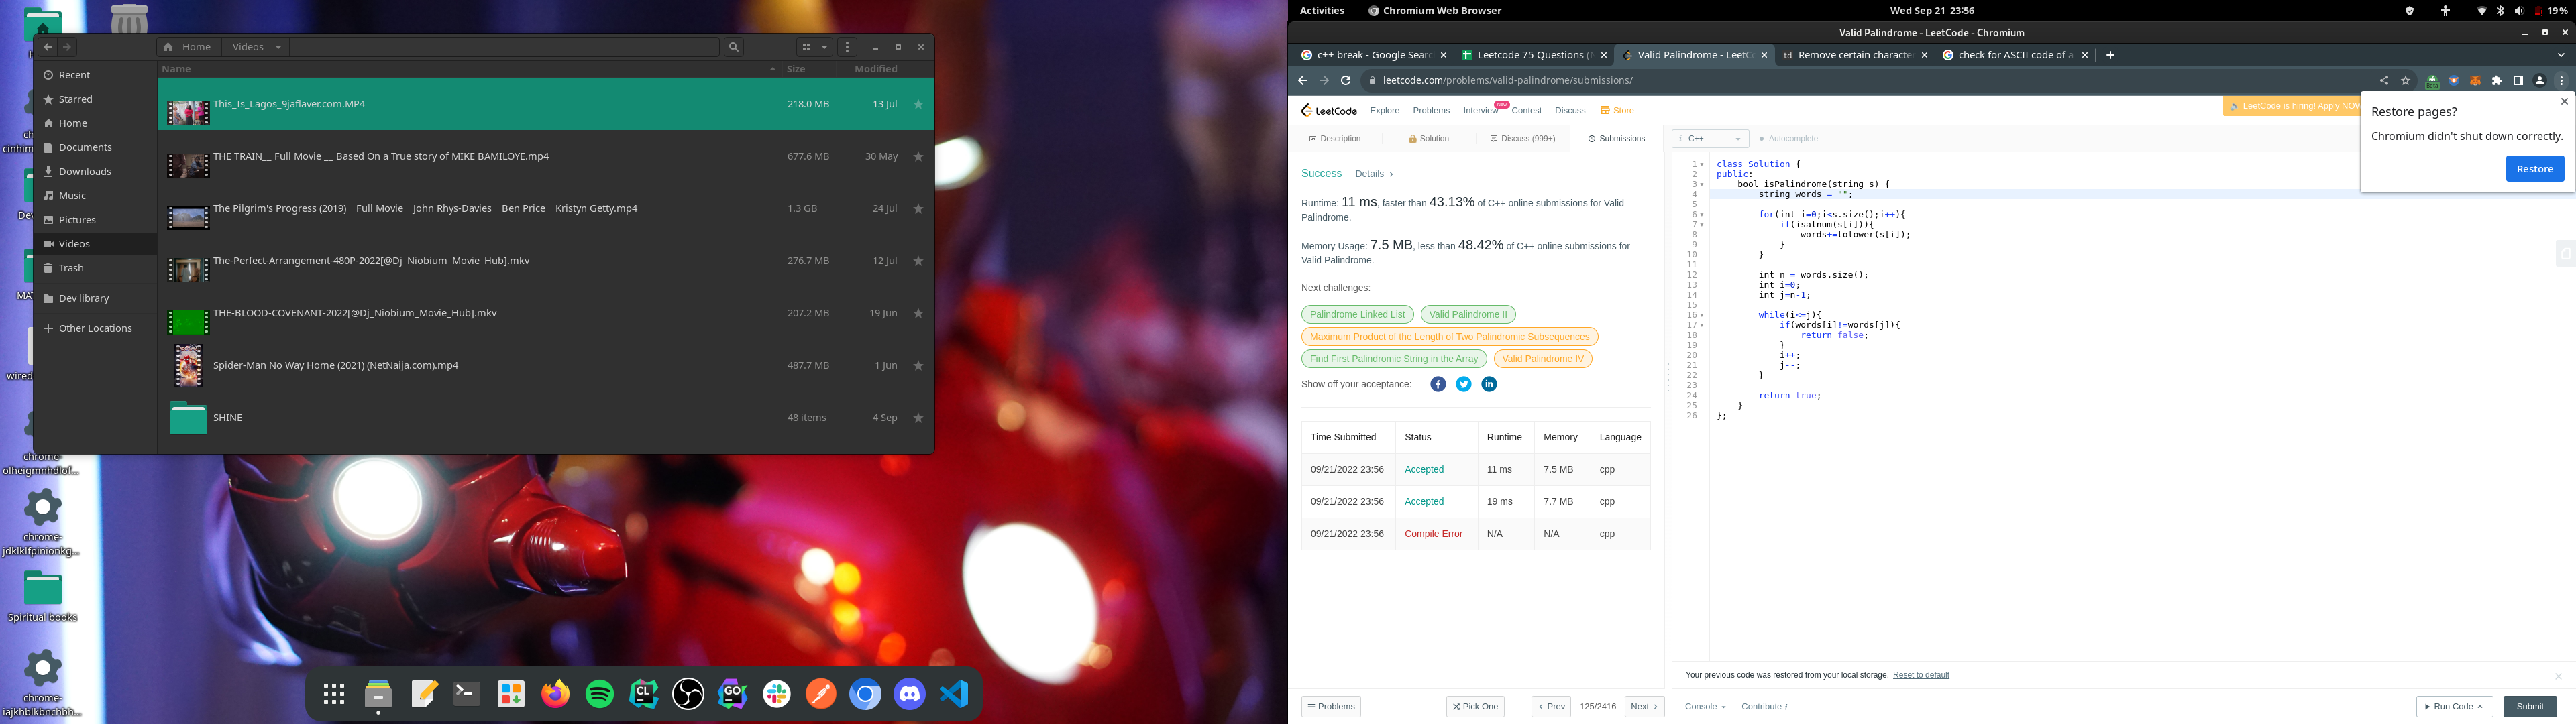 Home
Videos
Recent
Starred
Home
Documents
Downloads
Music
Pictures
Videos
Trash
Dev library
Other Locations
Name
Size
Modified
This_Is_Lagos_9jaflaver.com.MP4
218.0 MB
13 Jul
THE TRAIN__ Full Movie __ Based On a True story of MIKE BAMILOYE.mp4
677.6 MB
30 May
The Pilgrim's Progress (2019) _ Full Movie _ John Rhys-Davies _ Ben Price _ Kristyn Getty.mp4
1.3 GB
24 Jul
The-Perfect-Arrangement-480P-2022[@Dj_Niobium_Movie_Hub].mkv
276.7 MB
12 Jul
THE-BLOOD-COVENANT-2022[@Dj_Niobium_Movie_Hub].mkv
207.2 MB
19 Jun
Spider-Man No Way Home (2021) (NetNaija.com).mp4
487.7 MB
1 Jun
SHINE
48 items
4 Sep
chrome-
olheigmnhdlof...
chrome-
jdklklfpinionkg...
Spiritual books
chrome-
iajkhblkbnchbh...
Activities
Chromium Web Browser
Wed Sep 21 23:56
19%
Valid Palindrome - LeetCode - Chromium
c++ break - Google Sear
Leetcode 75 Questions (
Valid Palindrome - LeetC
Remove certain character
check for ASCII code of a
leetcode.com/problems/valid-palindrome/submissions/
LeetCode
Explore
Problems
Interview
New
Contest
Discuss
Store
LeetCode is hiring! Apply NOW
Restore pages?
Chromium didn't shut down correctly.
Restore
Description
Solution
Discuss (999+)
Submissions
Success
Details
Runtime: 11 ms, faster than 43.13% of C++ online submissions for Valid
Palindrome.
Memory Usage: 7.5 MB, less than 48.42% of C++ online submissions for
Valid Palindrome.
Next challenges:
Palindrome Linked List
Valid Palindrome II
Maximum Product of the Length of Two Palindromic Subsequences
Find First Palindromic String in the Array
Valid Palindrome IV
Show off your acceptance:
Time Submitted Status Runtime Memory Language
09/21/2022 23:56 Accepted 11 ms 7.5 MB cpp
09/21/2022 23:56 Accepted 19 ms 7.7 MB cpp
09/21/2022 23:56 Compile Error N/A N/A cpp
i C++
Autocomplete
1 class Solution {
2 public:
3 bool isPalindrome(string s) {
4 string words = "";
5
6 for(int i=0;i<s.size();i++){
7 if(isalnum(s[i])){
8 words+=tolower(s[i]);
9 }
10 }
11
12 int n = words.size();
13 int i=0;
14 int j=n-1;
15
16 while(i<=j){
17 if(words[i]!=words[j]){
18 return false;
19 }
20 i++;
21 j--;
22 }
23
24 return true;
25 }
26 };
Your previous code was restored from your local storage. Reset to default
Problems
Pick One
Prev
125/2416
Next
Console
Contribute i
Run Code
Submit